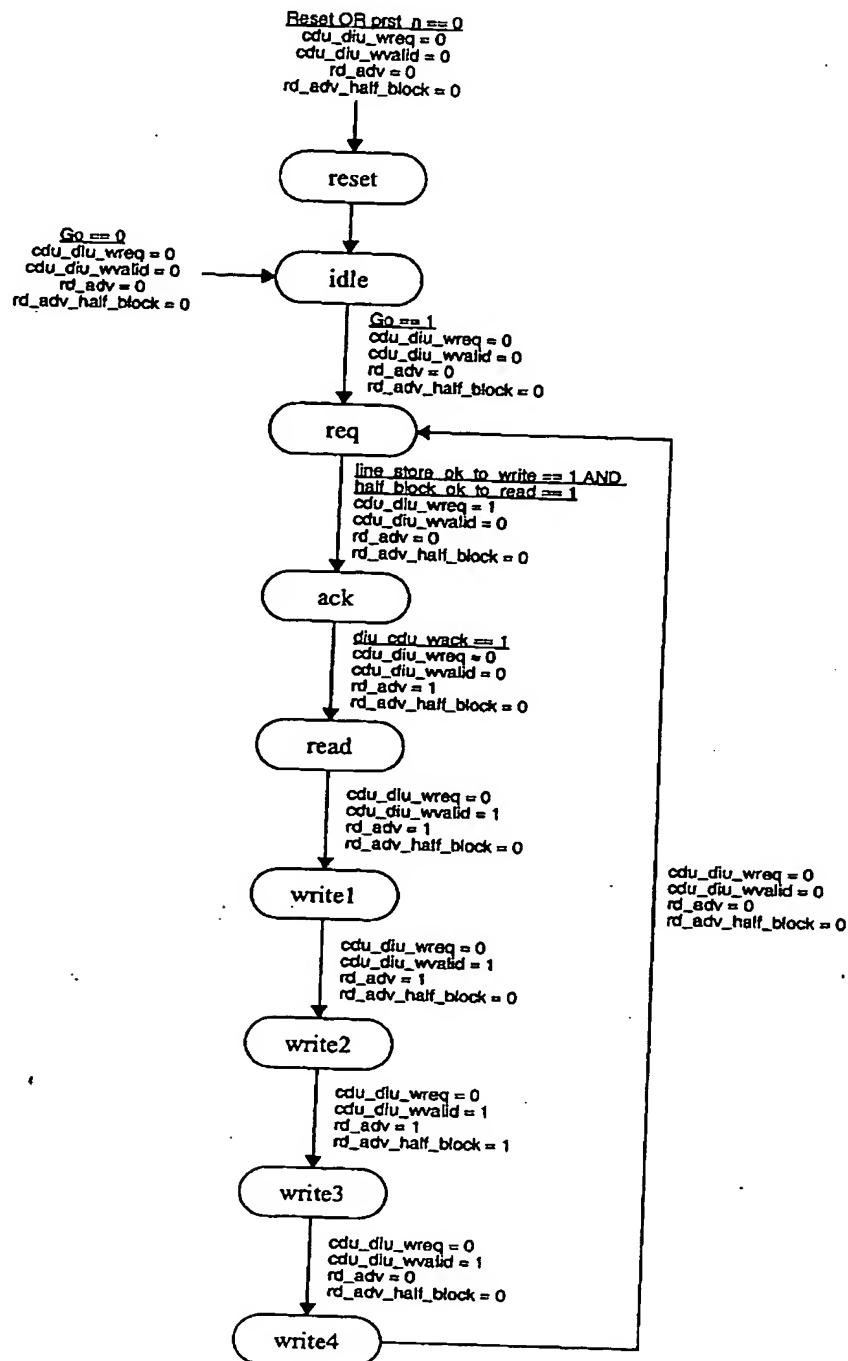 Reset OR prst_n == 0
cdu_diu_wreq = 0
cdu_diu_wvalid = 0
rd_adv = 0
rd_adv_half_block = 0
reset
Go == 0
cdu_diu_wreq = 0
cdu_diu_wvalid = 0
rd_adv = 0
rd_adv_half_block = 0
idle
Go == 1
cdu_diu_wreq = 0
cdu_diu_wvalid = 0
rd_adv = 0
rd_adv_half_block = 0
req
line_store_ok_to_write == 1 AND
half_block_ok_to_read == 1
cdu_diu_wreq = 1
cdu_diu_wvalid = 0
rd_adv = 0
rd_adv_half_block = 0
ack
diu_cdu_wack == 1
cdu_diu_wreq = 0
cdu_diu_wvalid = 0
rd_adv = 1
rd_adv_half_block = 0
read
cdu_diu_wreq = 0
cdu_diu_wvalid = 1
rd_adv = 1
rd_adv_half_block = 0
write1
cdu_diu_wreq = 0
cdu_diu_wvalid = 0
rd_adv = 0
rd_adv_half_block = 0
cdu_diu_wreq = 0
cdu_diu_wvalid = 1
rd_adv = 1
rd_adv_half_block = 0
write2
cdu_diu_wreq = 0
cdu_diu_wvalid = 1
rd_adv = 1
rd_adv_half_block = 1
write3
cdu_diu_wreq = 0
cdu_diu_wvalid = 1
rd_adv = 0
rd_adv_half_block = 0
write4